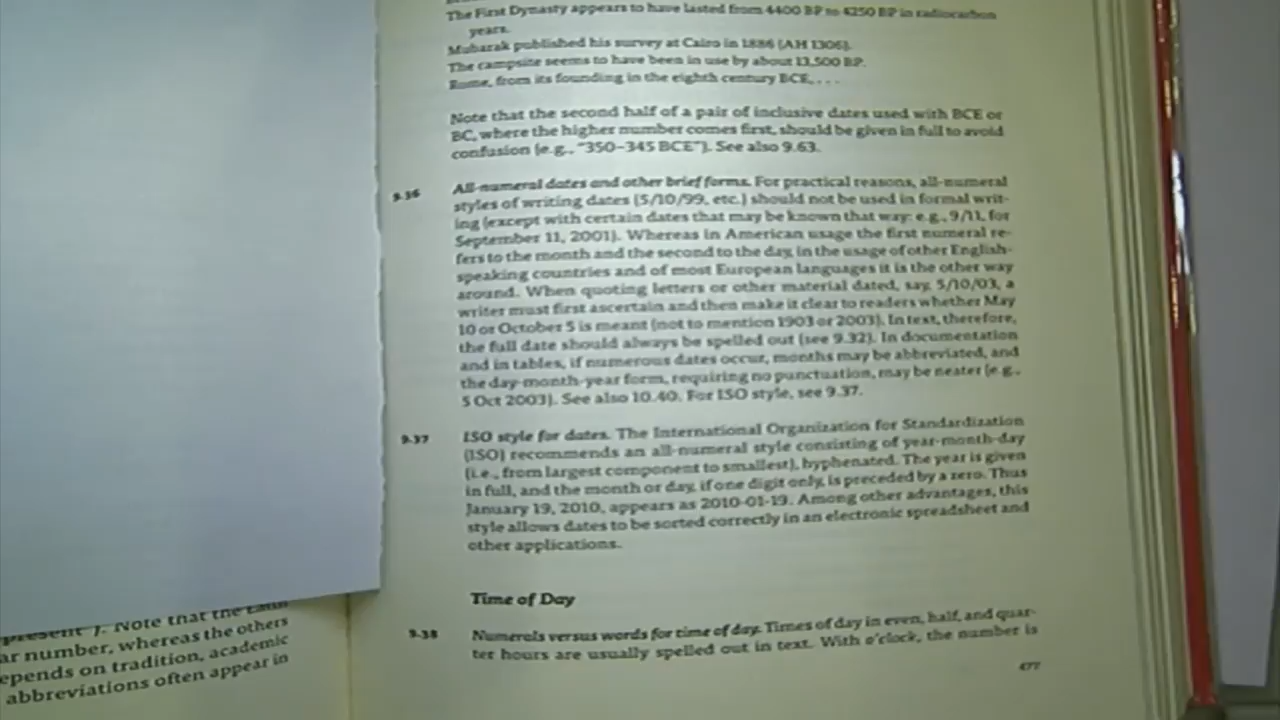 The First Dynasty appears to have lasted from 4400 BP to 4250 BP in radiocarbon
years.
Mubarak published his survey at Cairo in 1886 (AH 1306).
The campsite seems to have been in use by about 13,500 BP.
Rome, from its founding in the eighth century BCE, . . .
Note that the second half of a pair of inclusive dates used with BCE or
BC, where the higher number comes first, should be given in full to avoid
confusion (e.g., “350–345 BCE”). See also 9.63.
9.36 All-numeral dates and other brief forms. For practical reasons, all-numeral
styles of writing dates (5/10/99, etc.) should not be used in formal writ-
ing (except with certain dates that may be known that way: e.g., 9/11, for
September 11, 2001). Whereas in American usage the first numeral re-
fers to the month and the second to the day, in the usage of other English-
speaking countries and of most European languages it is the other way
around. When quoting letters or other material dated, say, 5/10/03, a
writer must first ascertain and then make it clear to readers whether May
10 or October 5 is meant (not to mention 1903 or 2003). In text, therefore,
the full date should always be spelled out (see 9.32). In documentation
and in tables, if numerous dates occur, months may be abbreviated, and
the day-month-year form, requiring no punctuation, may be neater (e.g.,
5 Oct 2003). See also 10.40. For ISO style, see 9.37.
9.37 ISO style for dates. The International Organization for Standardization
(ISO) recommends an all-numeral style consisting of year-month-day
(i.e., from largest component to smallest), hyphenated. The year is given
in full, and the month or day, if one digit only, is preceded by a zero. Thus
January 19, 2010, appears as 2010-01-19. Among other advantages, this
style allows dates to be sorted correctly in an electronic spreadsheet and
other applications.
Time of Day
9.38 Numerals versus words for time of day. Times of day in even, half, and quar-
ter hours are usually spelled out in text. With o’clock, the number is
477
present”). Note that the
ar number, whereas the others
epends on tradition, academic
abbreviations often appear in